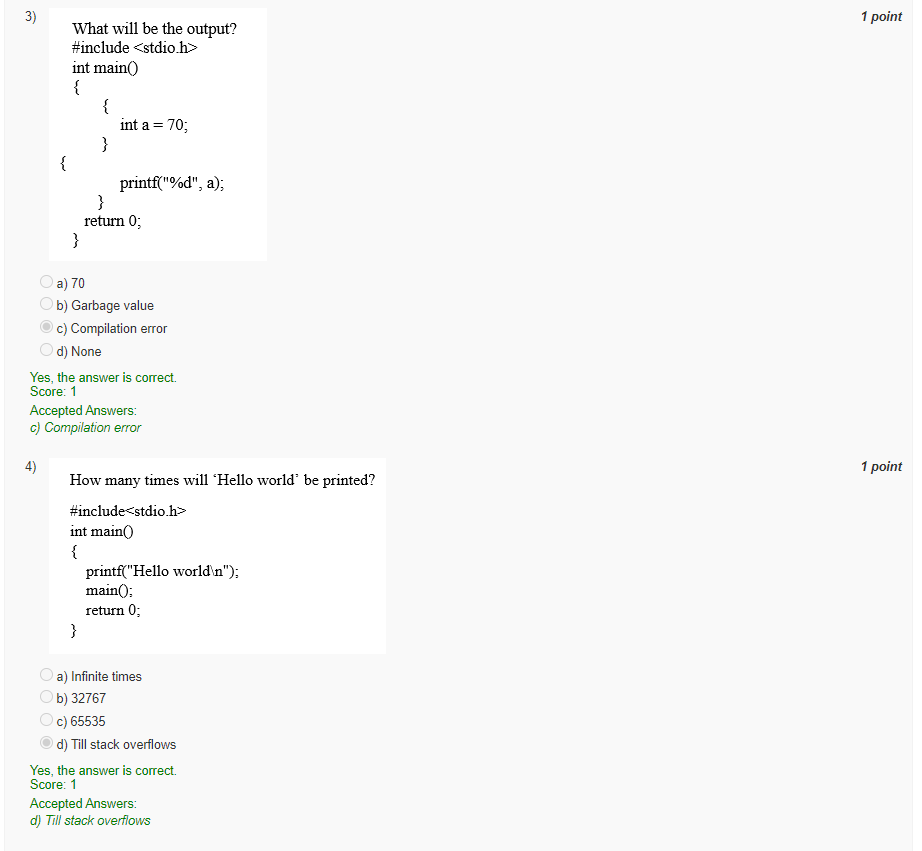 3)
1 point
What will be the output?
#include <stdio.h>
int main()
{
{
int a = 70;
}
{
printf("%d", a);
}
return 0;
}
a) 70
b) Garbage value
c) Compilation error
d) None
Yes, the answer is correct.
Score: 1
Accepted Answers:
c) Compilation error
4)
1 point
How many times will ‘Hello world’ be printed?
#include<stdio.h>
int main()
{
printf("Hello world\n");
main();
return 0;
}
a) Infinite times
b) 32767
c) 65535
d) Till stack overflows
Yes, the answer is correct.
Score: 1
Accepted Answers:
d) Till stack overflows